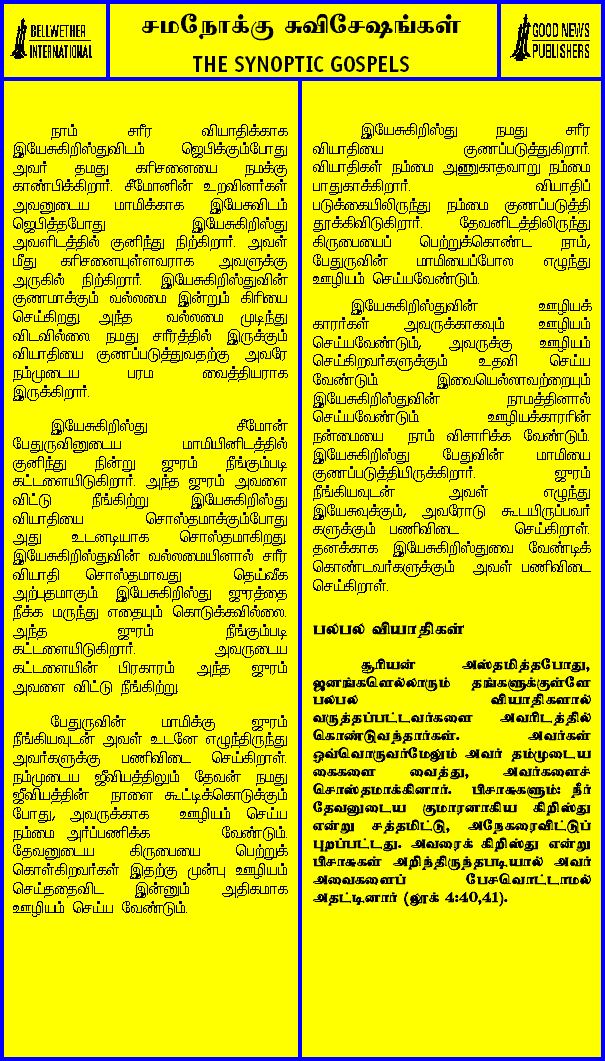 BELLWETHER
INTERNATIONAL
சமநோக்கு சுவிசேஷங்கள்
THE SYNOPTIC GOSPELS
GOOD NEWS
PUBLISHERS
நாம் சரீர வியாதிக்காக
இயேசுகிறிஸ்துவிடம் ஜெபிக்கும்போது
அவர் தமது கரிசனையை நமக்கு
காண்பிக்கிறார். சீமோனின் உறவினர்கள்
அவனுடைய மாமிக்காக இயேசுவிடம்
ஜெபித்தபோது இயேசுகிறிஸ்து
அவளிடத்தில் குனிந்து நிற்கிறார். அவள்
மீது கரிசனையுள்ளவராக அவளுக்கு
அருகில் நிற்கிறார். இயேசுகிறிஸ்துவின்
குணமாக்கும் வல்லமை இன்றும் கிரியை
செய்கிறது. அந்த வல்லமை முடிந்து
விடவில்லை. நமது சரீரத்தில் இருக்கும்
வியாதியை குணப்படுத்துவதற்கு அவரே
நம்முடைய பரம வைத்தியராக
இருக்கிறார்.
இயேசுகிறிஸ்து சீமோன்
பேதுருவினுடைய மாமியினிடத்தில்
குனிந்து நின்று ஜுரம் நீங்கும்படி
கட்டளையிடுகிறார். அந்த ஜுரம் அவளை
விட்டு நீங்கிற்று. இயேசுகிறிஸ்து
வியாதியை சொஸ்தமாக்கும்போது
அது உடனடியாக சொஸ்தமாகிறது.
இயேசுகிறிஸ்துவின் வல்லமையினால் சரீர
வியாதி சொஸ்தமாவது தெய்வீக
அற்புதமாகும். இயேசுகிறிஸ்து ஜுரத்தை
நீக்க மருந்து எதையும் கொடுக்கவில்லை.
அந்த ஜுரம் நீங்கும்படி
கட்டளையிடுகிறார். அவருடைய
கட்டளையின் பிரகாரம் அந்த ஜுரம்
அவளை விட்டு நீங்கிற்று.
பேதுருவின் மாமிக்கு ஜுரம்
நீங்கியவுடன் அவள் உடனே எழுந்திருந்து
அவர்களுக்கு பணிவிடை செய்கிறாள்.
நம்முடைய ஜீவியத்திலும் தேவன் நமது
ஜீவியத்தின் நாளை கூட்டிக்கொடுக்கும்
போது, அவருக்காக ஊழியம் செய்ய
நம்மை அர்ப்பணிக்க வேண்டும்.
தேவனுடைய கிருபையை பெற்றுக்
கொள்கிறவர்கள் இதற்கு முன்பு ஊழியம்
செய்ததைவிட இன்னும் அதிகமாக
ஊழியம் செய்ய வேண்டும்.
இயேசுகிறிஸ்து நமது சரீர
வியாதியை குணப்படுத்துகிறார்.
வியாதிகள் நம்மை அணுகாதவாறு நம்மை
பாதுகாக்கிறார். வியாதிப்
படுக்கையிலிருந்து நம்மை குணப்படுத்தி
தூக்கிவிடுகிறார். தேவனிடத்திலிருந்து
கிருபையைப் பெற்றுக்கொண்ட நாம்,
பேதுருவின் மாமியைப்போல எழுந்து
ஊழியம் செய்யவேண்டும்.
இயேசுகிறிஸ்துவின் ஊழியக்
காரர்கள் அவருக்காகவும் ஊழியம்
செய்யவேண்டும், அவருக்கு ஊழியம்
செய்கிறவர்களுக்கும் உதவி செய்ய
வேண்டும். இவையெல்லாவற்றையும்
இயேசுகிறிஸ்துவின் நாமத்தினால்
செய்யவேண்டும். ஊழியக்காரரின்
நன்மையை நாம் விசாரிக்க வேண்டும்.
இயேசுகிறிஸ்து பேதுவின் மாமியை
குணப்படுத்தியிருக்கிறார். ஜுரம்
நீங்கியவுடன் அவள் எழுந்து
இயேசுவுக்கும், அவரோடு கூடயிருப்பவர்
களுக்கும் பணிவிடை செய்கிறாள்.
தனக்காக இயேசுகிறிஸ்துவை வேண்டிக்
கொண்டவர்களுக்கும் அவள் பணிவிடை
செய்கிறாள்.
பலபல வியாதிகள்
சூரியன் அஸ்தமித்தபோது,
ஜனங்களெல்லாரும் தங்களுக்குள்ளே
பலபல வியாதிகளால்
வருத்தப்பட்டவர்களை அவரிடத்தில்
கொண்டுவந்தார்கள். அவர்கள்
ஒவ்வொருவர்மேலும் அவர் தம்முடைய
கைகளை வைத்து, அவர்களைச்
சொஸ்தமாக்கினார். பிசாசுகளும்: நீர்
தேவனுடைய குமாரனாகிய கிறிஸ்து
என்று சத்தமிட்டு, அநேகரைவிட்டுப்
புறப்பட்டது. அவரைக் கிறிஸ்து என்று
பிசாசுகள் அறிந்திருந்தபடியால் அவர்
அவைகளைப் பேசவொட்டாமல்
அதட்டினார் (லூக் 4:40,41).